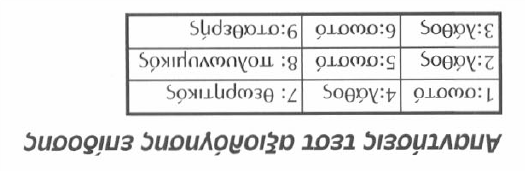 Απαντήσεις τεστ αξιολόγησης επίδοσης
1:σωστό 4:λάθος 7: θεωρητικός
2:λάθος 5:σωστό 8: πολυωνυμικός
3:λάθος 6:σωστό 9:σταθερής